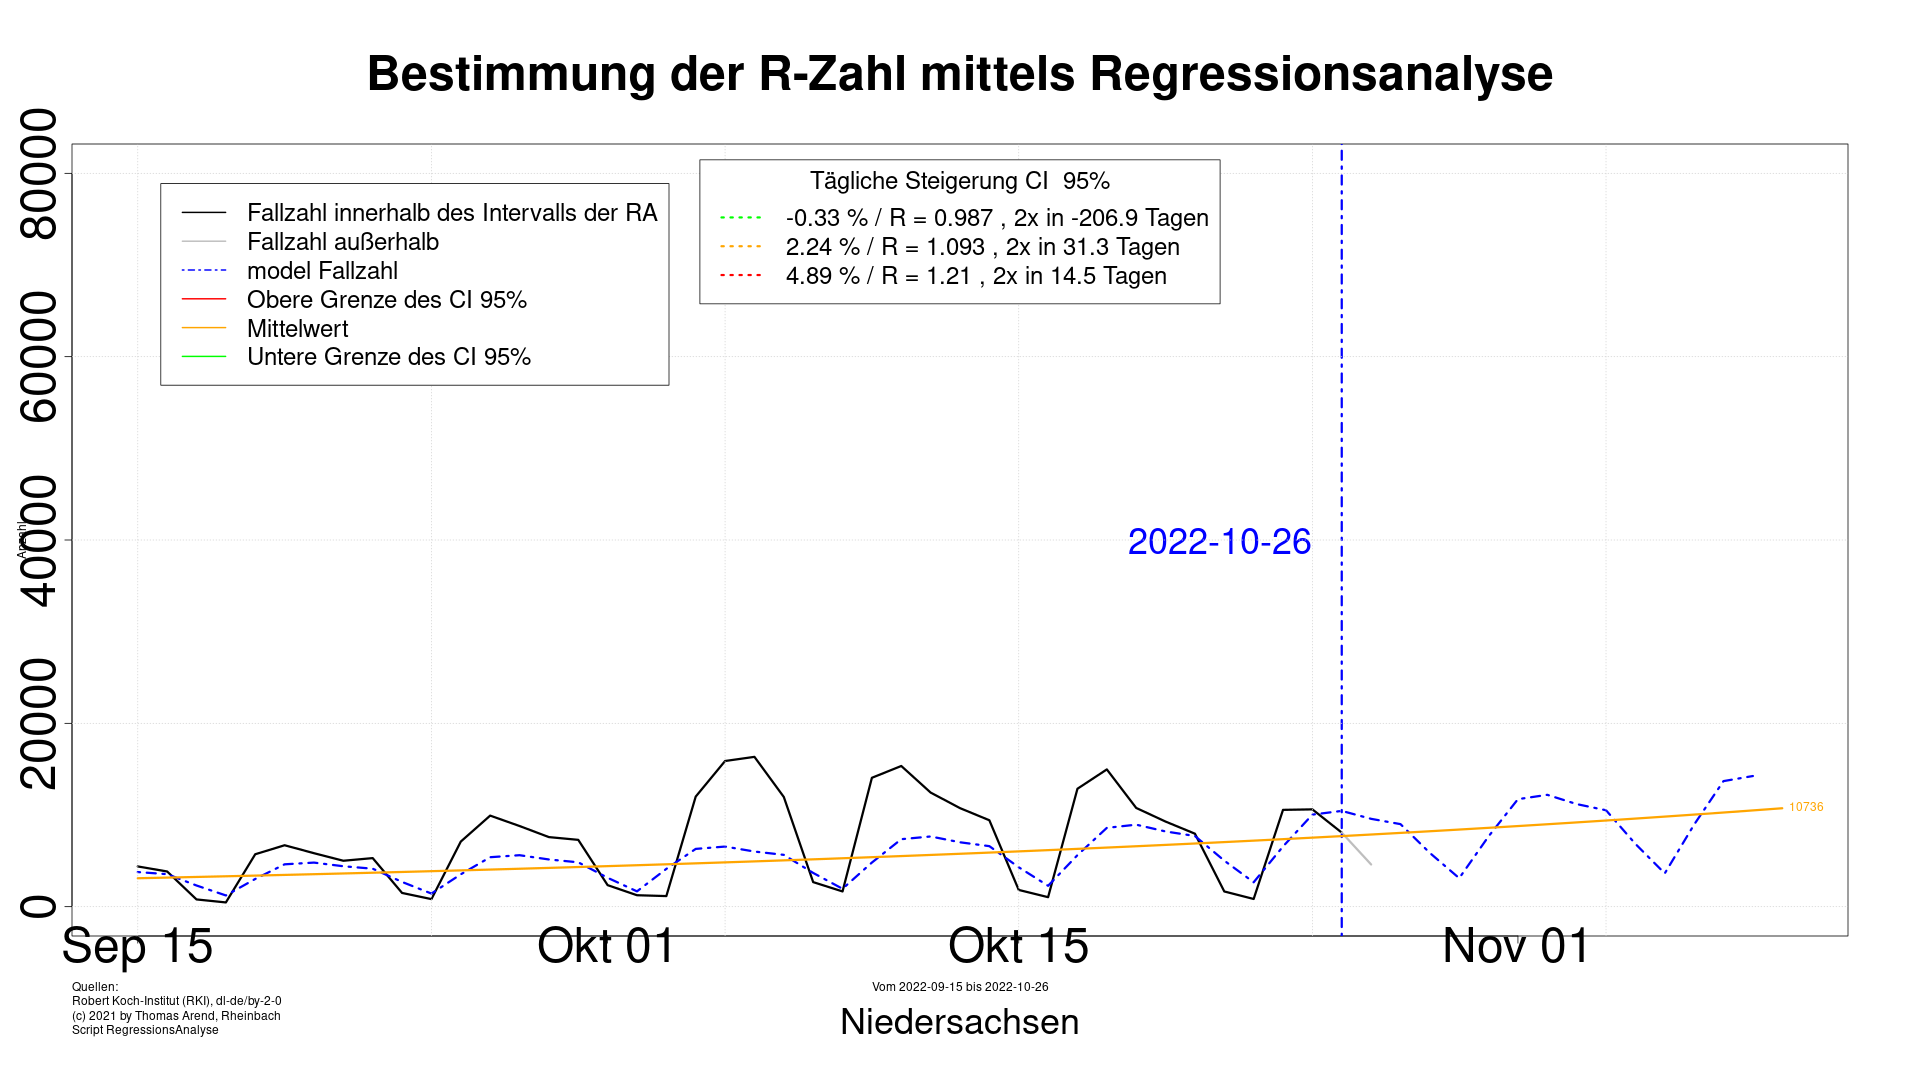 Bestimmung der R-Zahl mittels Regressionsanalyse
80000
60000
40000
20000
0
Anzahl
Fallzahl innerhalb des Intervalls der RA
Fallzahl außerhalb
model Fallzahl
Obere Grenze des CI 95%
Mittelwert
Untere Grenze des CI 95%
Tägliche Steigerung CI  95%
-0.33 % / R = 0.987 , 2x in -206.9 Tagen
2.24 % / R = 1.093 , 2x in 31.3 Tagen
4.89 % / R = 1.21 , 2x in 14.5 Tagen
2022-10-26
10736
Sep 15
Okt 01
Okt 15
Nov 01
Quellen:
Robert Koch-Institut (RKI), dl-de/by-2-0
(c) 2021 by Thomas Arend, Rheinbach
Script RegressionsAnalyse
Vom 2022-09-15 bis 2022-10-26
Niedersachsen